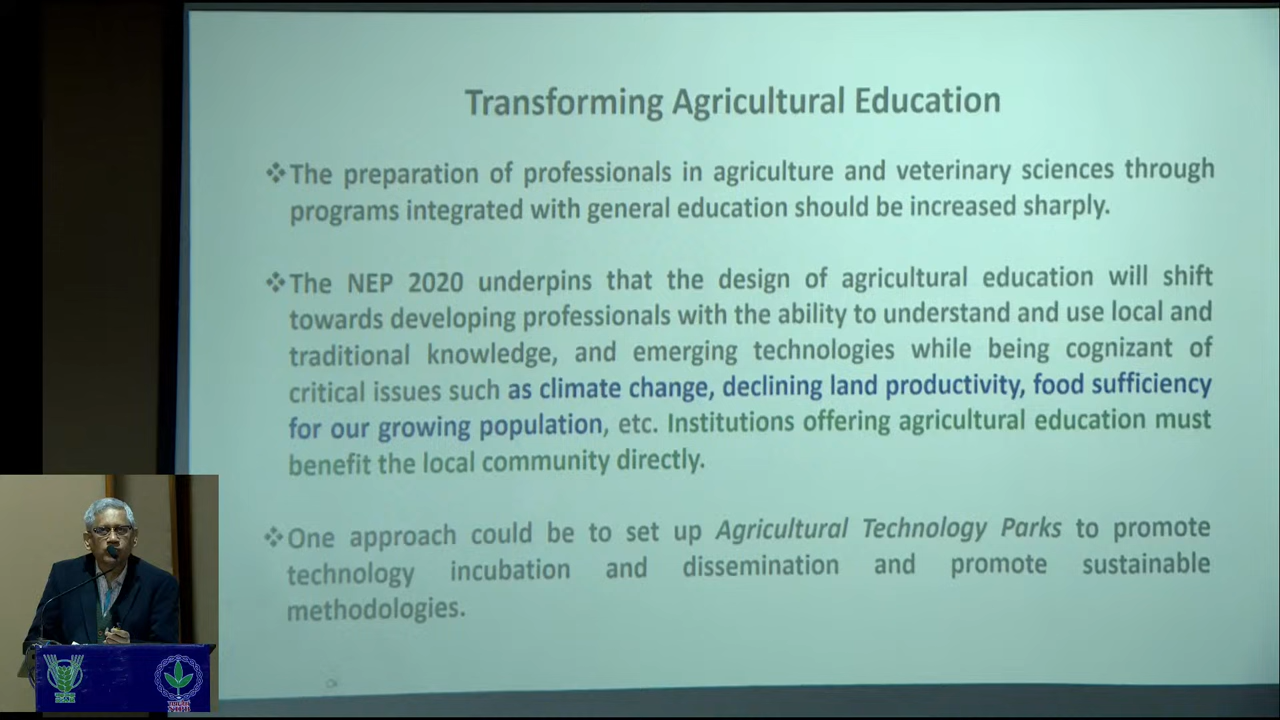 Transforming Agricultural Education
❖The preparation of professionals in agriculture and veterinary sciences through
programs integrated with general education should be increased sharply.
❖The NEP 2020 underpins that the design of agricultural education will shift
towards developing professionals with the ability to understand and use local and
traditional knowledge, and emerging technologies while being cognizant of
critical issues such as climate change, declining land productivity, food sufficiency
for our growing population, etc. Institutions offering agricultural education must
benefit the local community directly.
❖One approach could be to set up Agricultural Technology Parks to promote
technology incubation and dissemination and promote sustainable
methodologies.